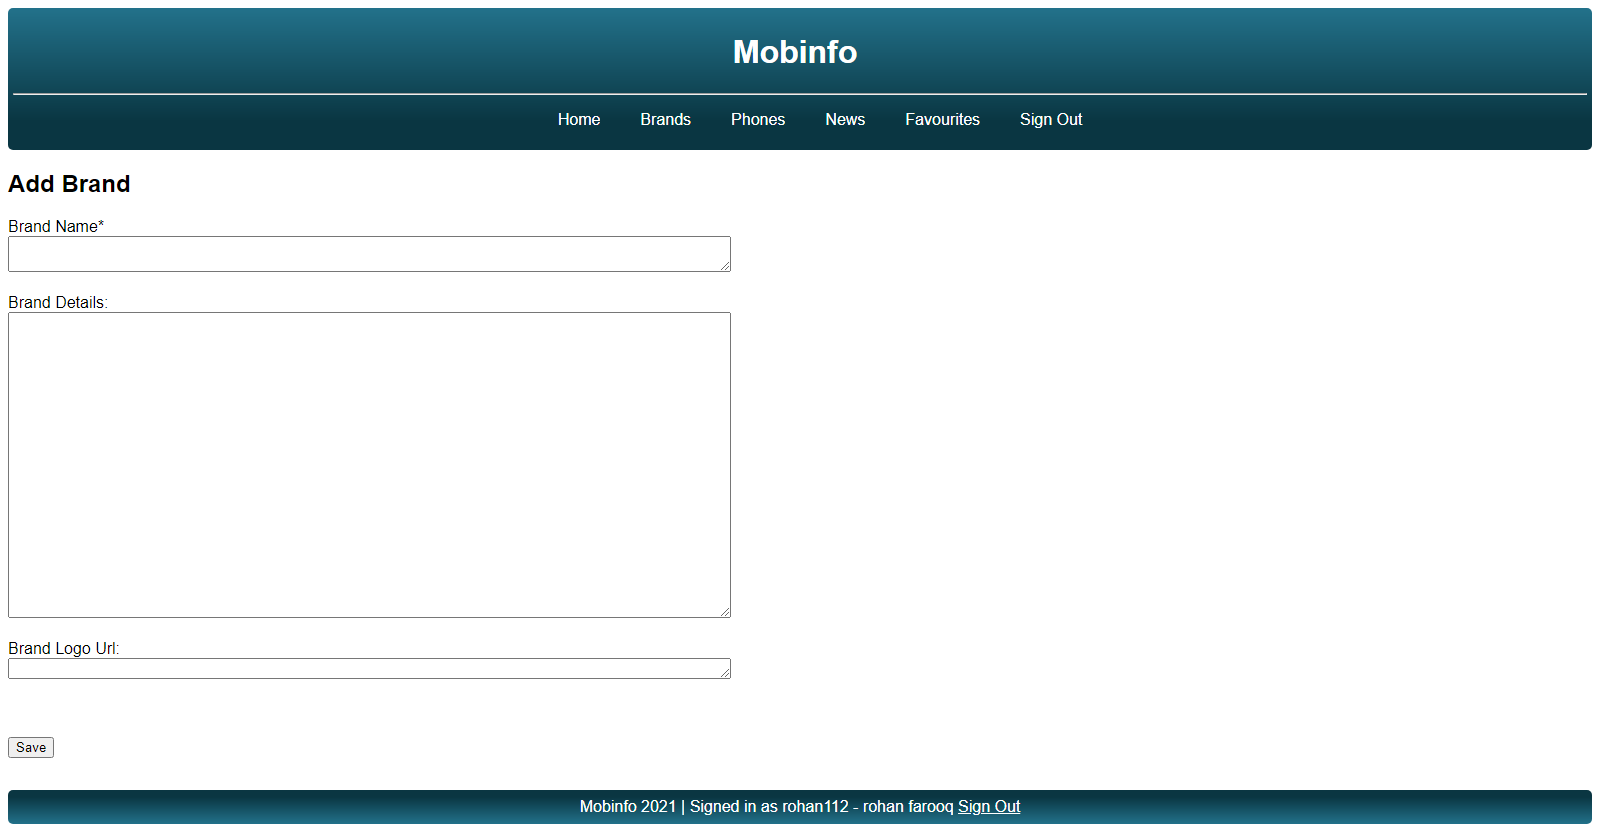 Mobinfo
Home Brands Phones News Favourites Sign Out
Add Brand
Brand Name*
Brand Details:
Brand Logo Url:
Save
Mobinfo 2021 | Signed in as rohan112 - rohan farooq Sign Out